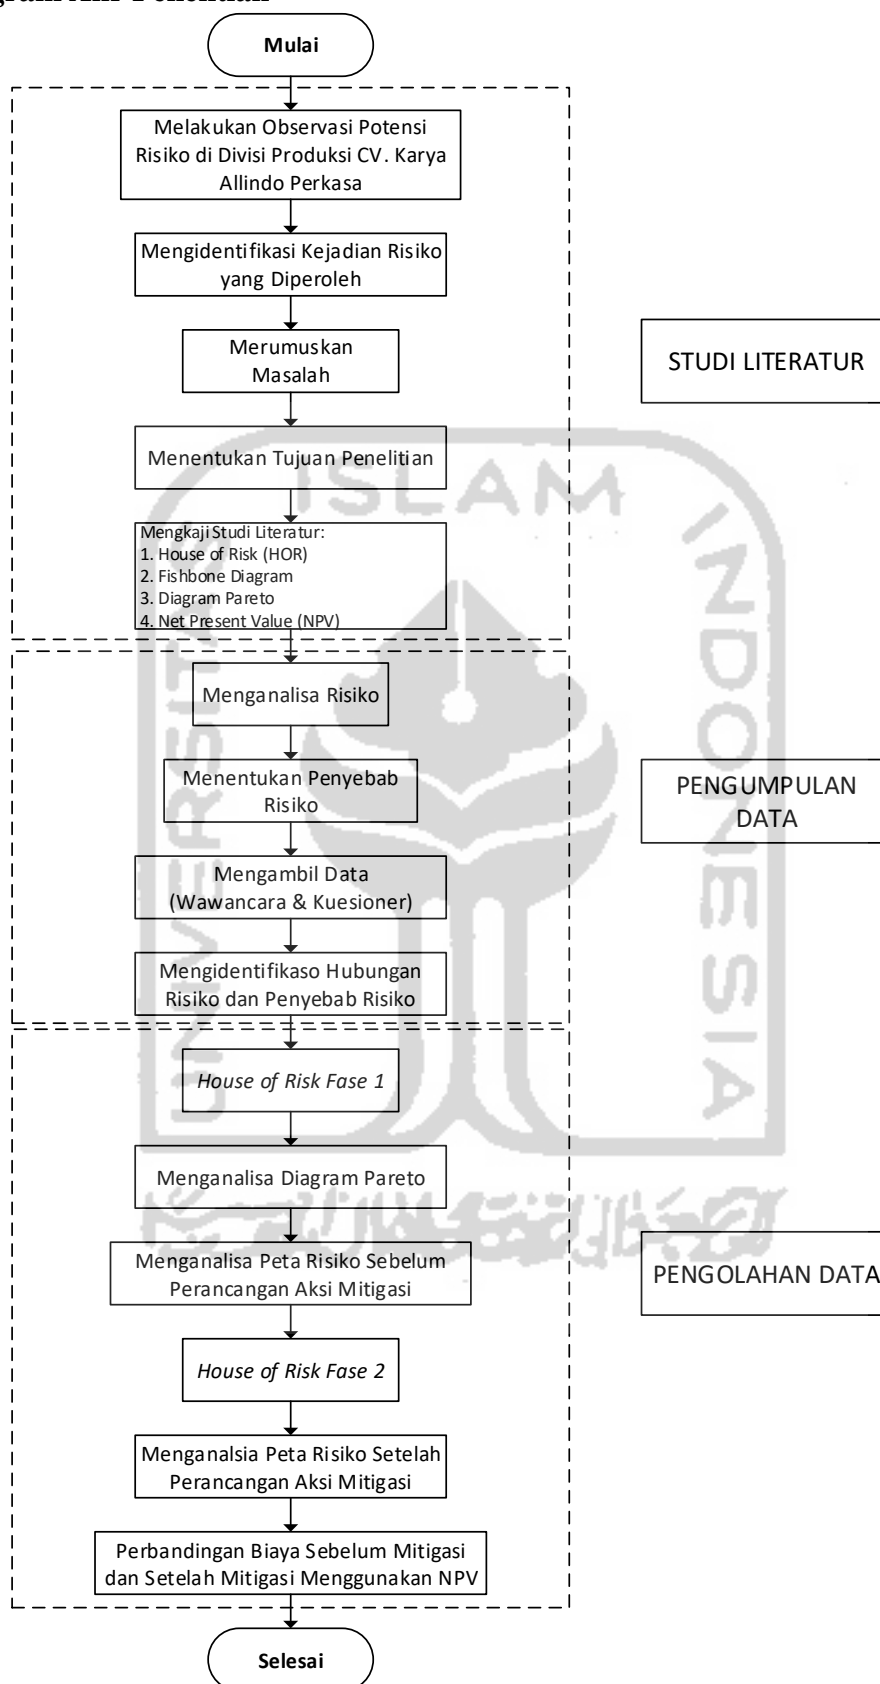 Mulai
Melakukan Observasi Potensi
Risiko di Divisi Produksi CV. Karya
Allindo Perkasa
Mengidentifikasi Kejadian Risiko
yang Diperoleh
Merumuskan
Masalah
STUDI LITERATUR
Menentukan Tujuan Penelitian
Mengkaji Studi Literatur:
1. House of Risk (HOR)
2. Fishbone Diagram
3. Diagram Pareto
4. Net Present Value (NPV)
Menganalisa Risiko
Menentukan Penyebab
Risiko
PENGUMPULAN
DATA
Mengambil Data
(Wawancara & Kuesioner)
Mengidentifikaso Hubungan
Risiko dan Penyebab Risiko
House of Risk Fase 1
Menganalisa Diagram Pareto
Menganalisa Peta Risiko Sebelum
Perancangan Aksi Mitigasi
PENGOLAHAN DATA
House of Risk Fase 2
Menganalsia Peta Risiko Setelah
Perancangan Aksi Mitigasi
Perbandingan Biaya Sebelum Mitigasi
dan Setelah Mitigasi Menggunakan NPV
Selesai
UNIVERSITAS
ISLAM
INDONESIA